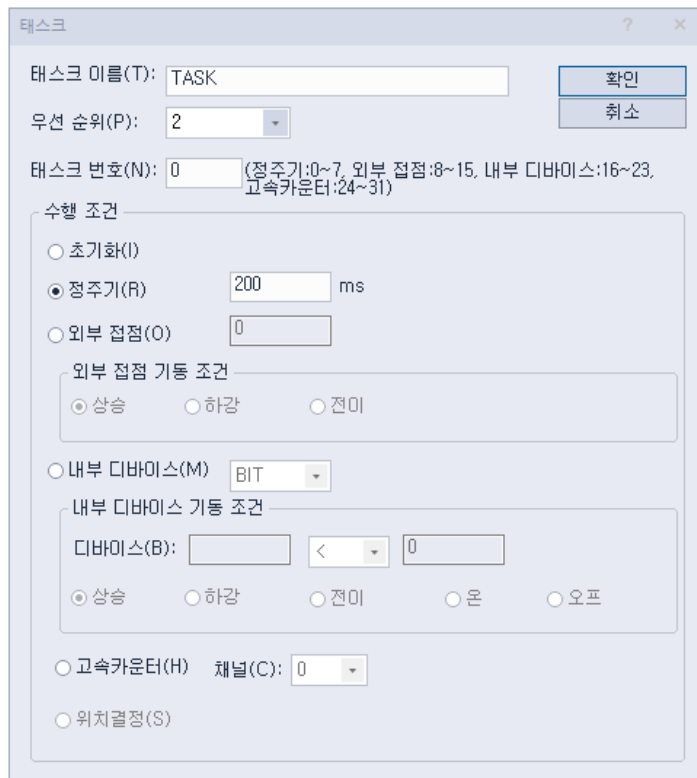 태스크 ? ×
태스크 이름(T): TASK 확인
우선 순위(P): 2 취소
태스크 번호(N): 0 (정주기:0~7, 외부 접점:8~15, 내부 디바이스:16~23,
고속카운터:24~31)
수행 조건
초기화(I)
정주기(R) 200 ms
외부 접점(O) 0
외부 접점 기동 조건
상승 하강 전이
내부 디바이스(M) BIT
내부 디바이스 기동 조건
디바이스(B): < 0
상승 하강 전이 온 오프
고속카운터(H) 채널(C): 0
위치결정(S)